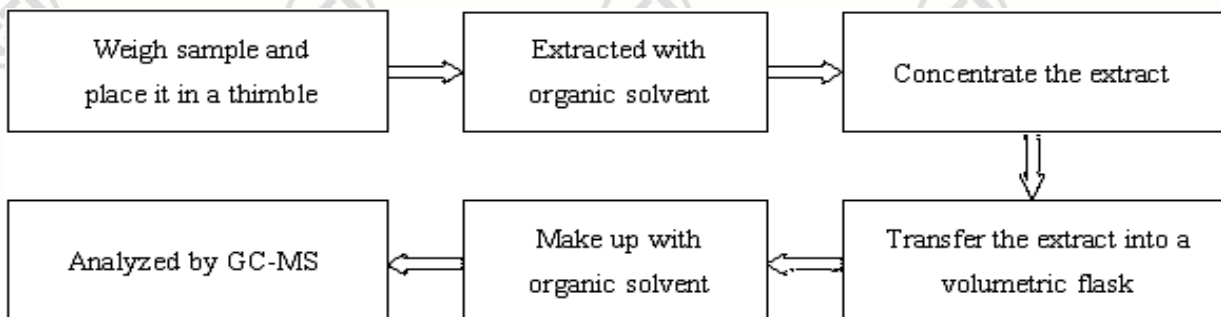 Weigh sample and
place it in a thimble
Extracted with
organic solvent
Concentrate the extract
Transfer the extract into a
volumetric flask
Make up with
organic solvent
Analyzed by GC-MS